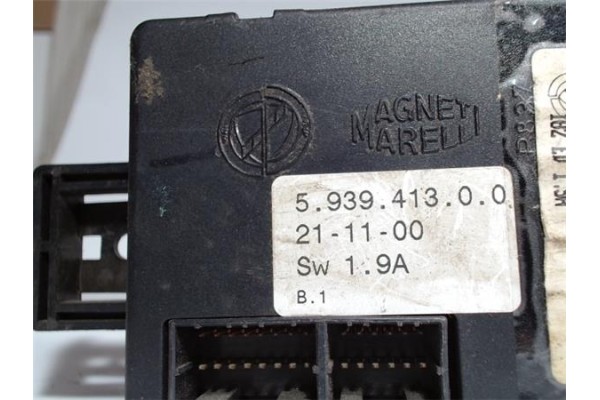 MAGNETI
MARELLI
5.939.413.0.0
21-11-00
SW 1.9A
B.1